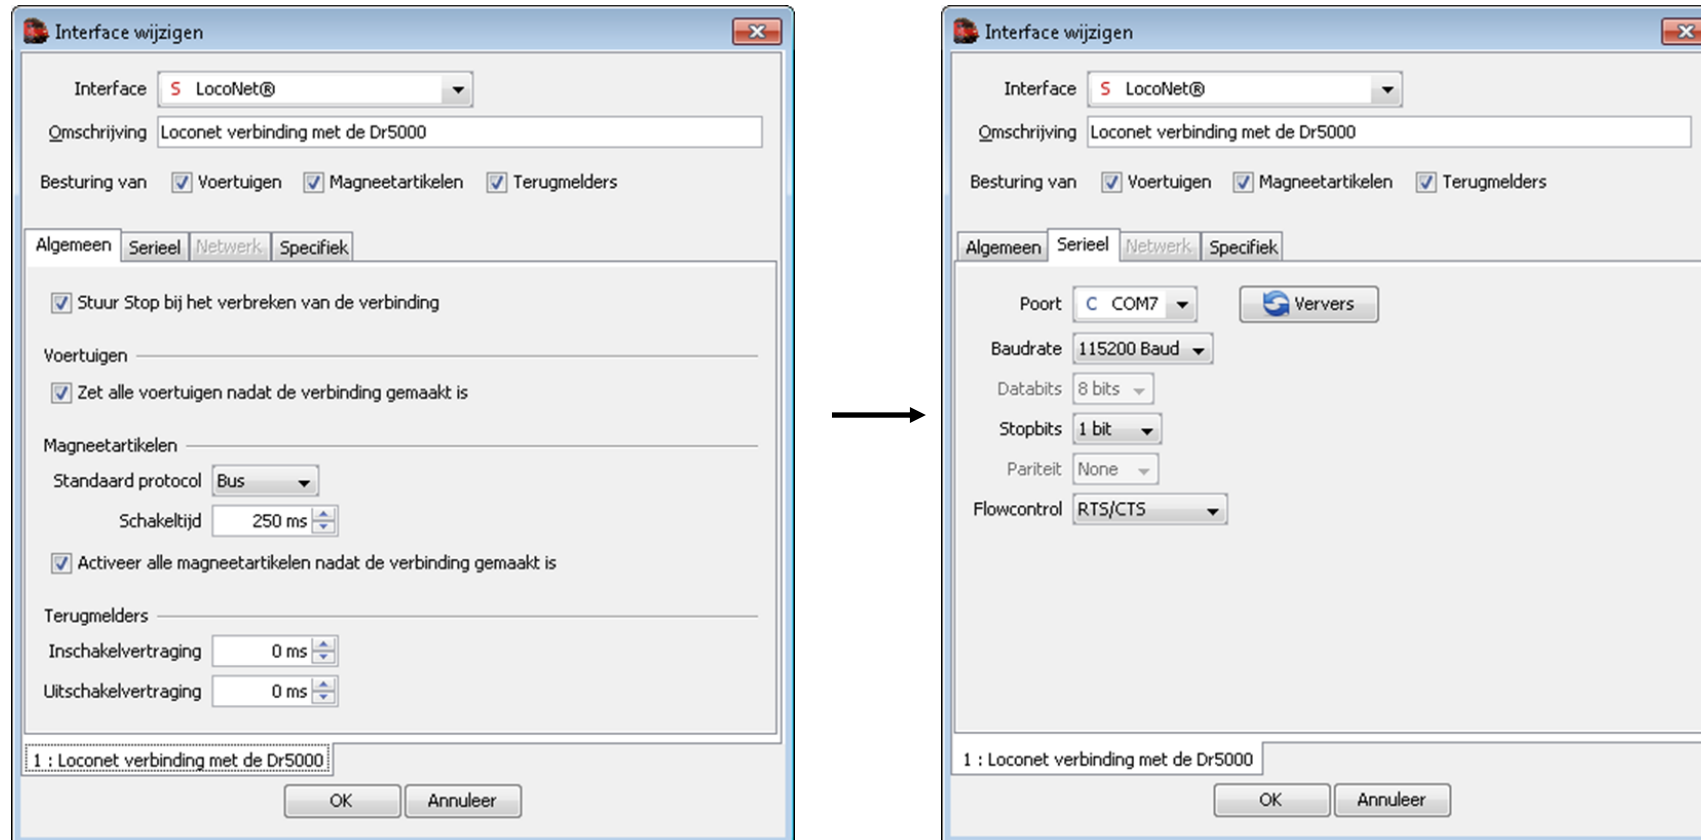 Interface wijzigen
Interface S LocoNet®
Omschrijving Loconet verbinding met de Dr5000
Besturing van Voertuigen Magneetartikelen Terugmelders
Algemeen Serieel Netwerk Specifiek
Stuur Stop bij het verbreken van de verbinding
Voertuigen
Zet alle voertuigen nadat de verbinding gemaakt is
Magneetartikelen
Standaard protocol Bus
Schakeltijd 250 ms
Activeer alle magneetartikelen nadat de verbinding gemaakt is
Terugmelders
Inschakelvertraging 0 ms
Uitschakelvertraging 0 ms
1 : Loconet verbinding met de Dr5000
OK Annuleer
Interface wijzigen
Interface S LocoNet®
Omschrijving Loconet verbinding met de Dr5000
Besturing van Voertuigen Magneetartikelen Terugmelders
Algemeen Serieel Netwerk Specifiek
Poort C COM7 Ververs
Baudrate 115200 Baud
Databits 8 bits
Stopbits 1 bit
Pariteit None
Flowcontrol RTS/CTS
1 : Loconet verbinding met de Dr5000
OK Annuleer